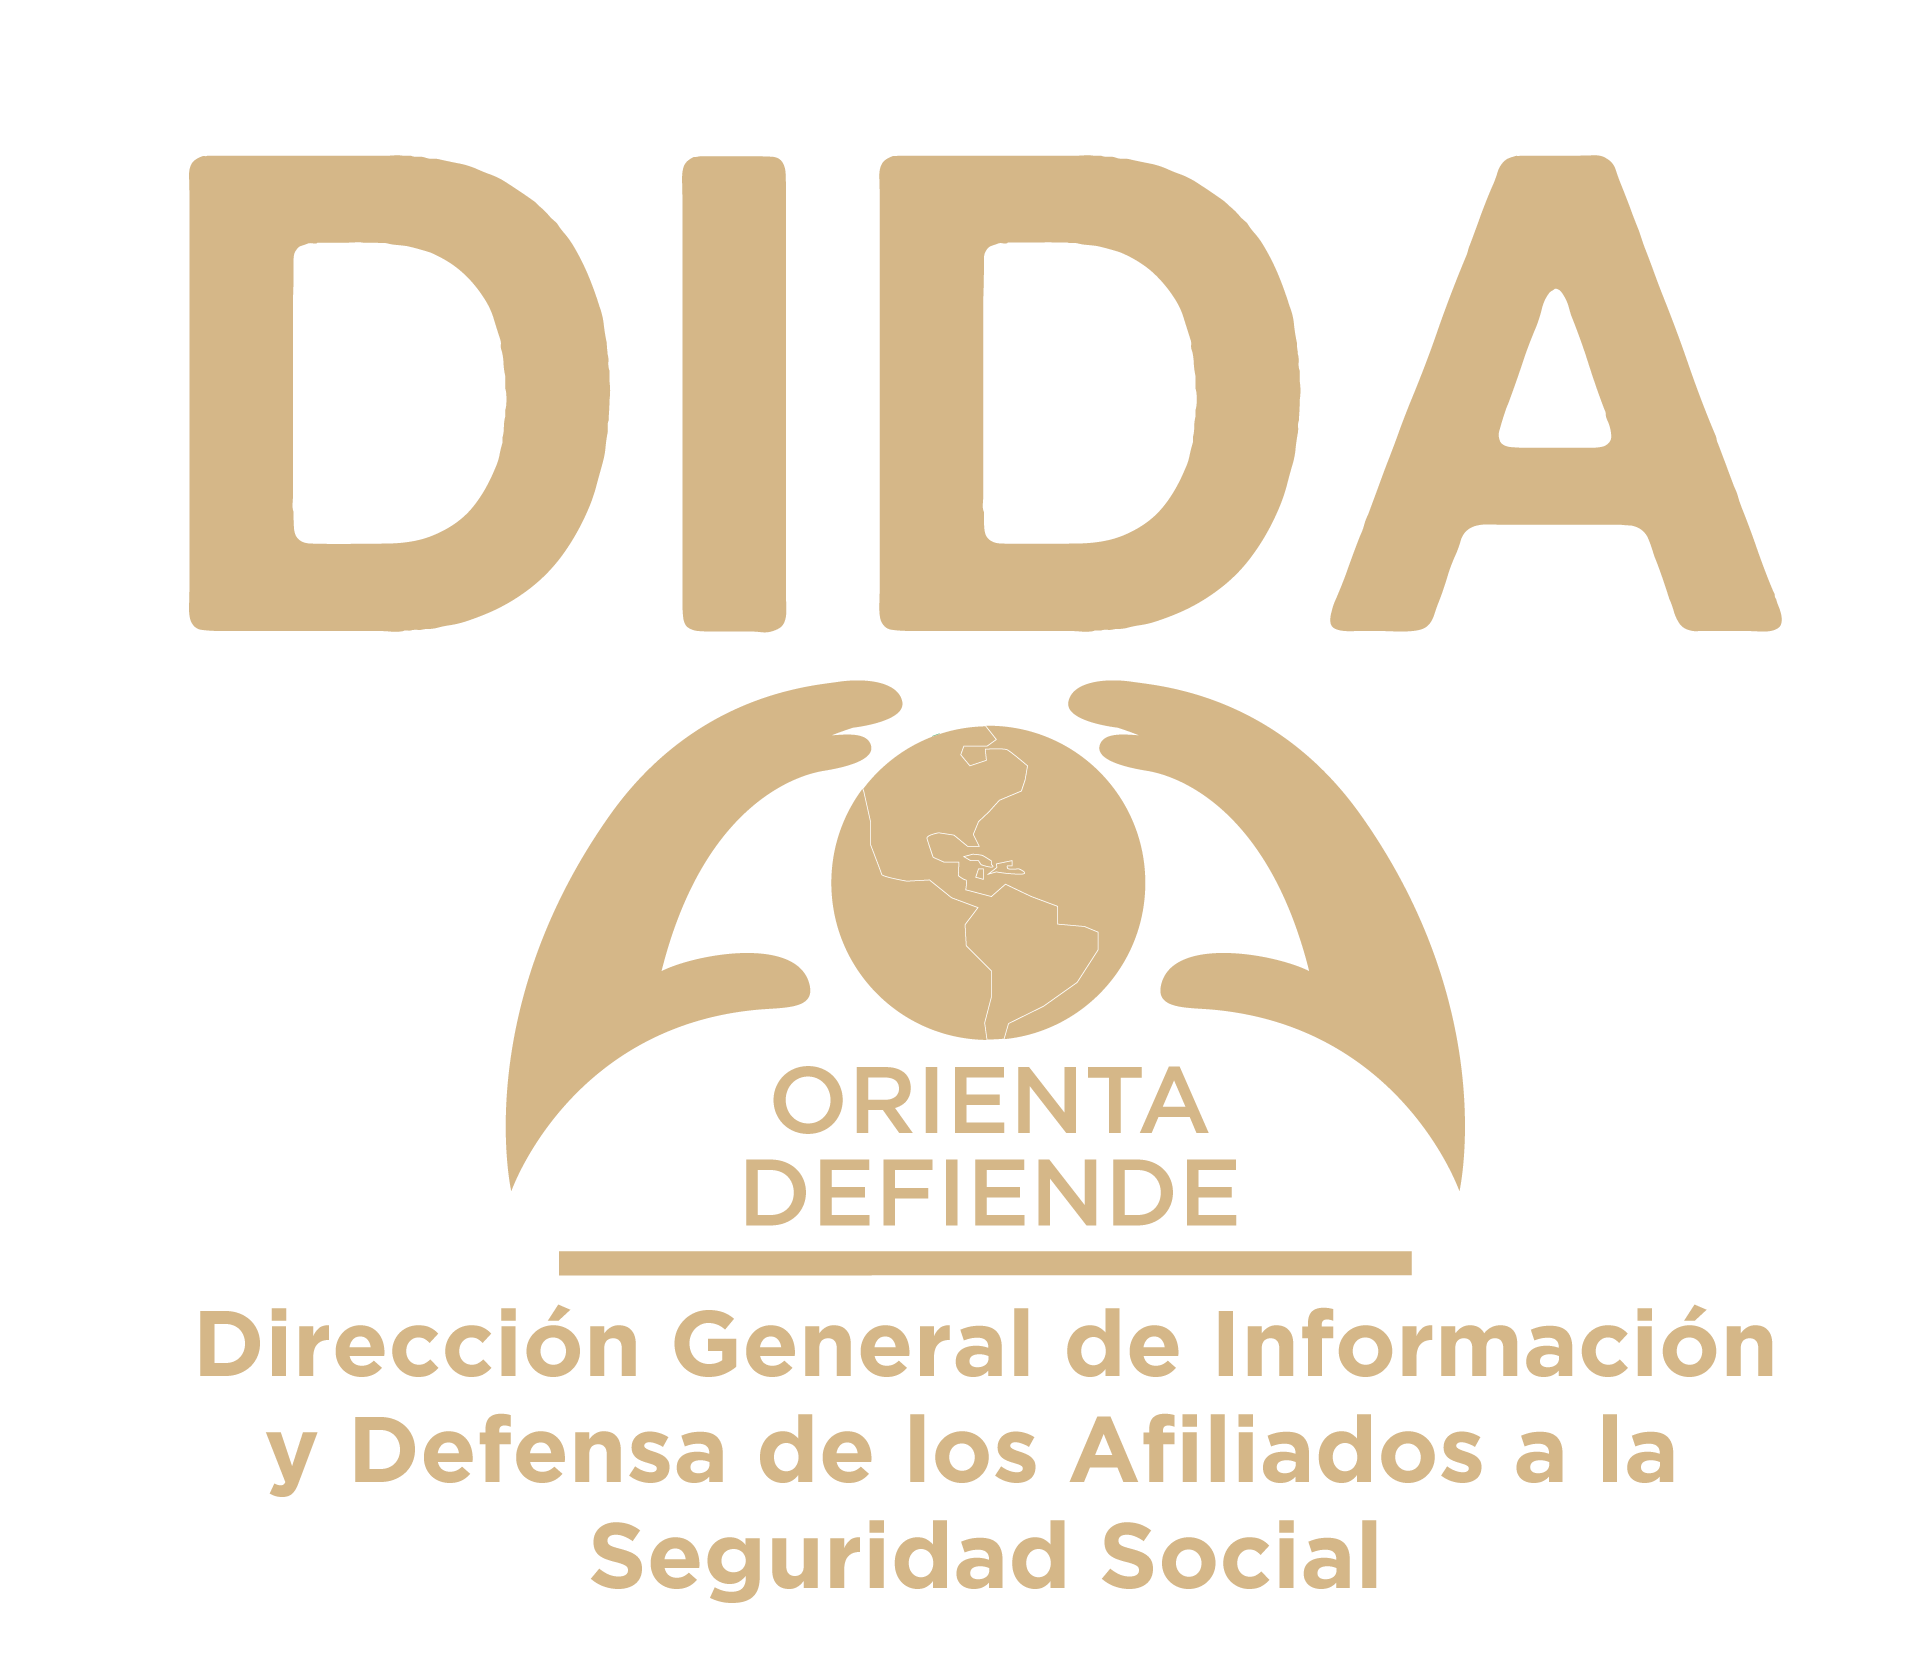 DIDA
ORIENTA
DEFIENDE
Dirección General de Información
y Defensa de los Afiliados a la
Seguridad Social